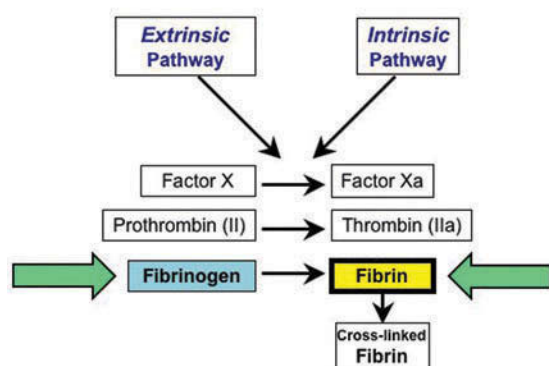 Extrinsic
Pathway
Intrinsic
Pathway
Factor X
Factor Xa
Prothrombin (II)
Thrombin (IIa)
Fibrinogen
Fibrin
Cross-linked
Fibrin